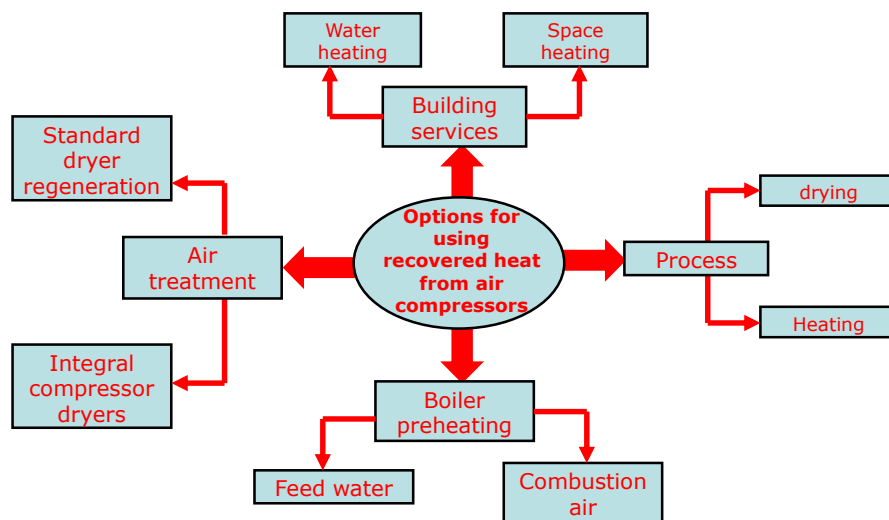 Water
heating
Space
heating
Building
services
Standard
dryer
regeneration
Options for
using
recovered heat
from air
compressors
drying
Air
treatment
Process
Heating
Integral
compressor
dryers
Boiler
preheating
Feed water
Combustion
air